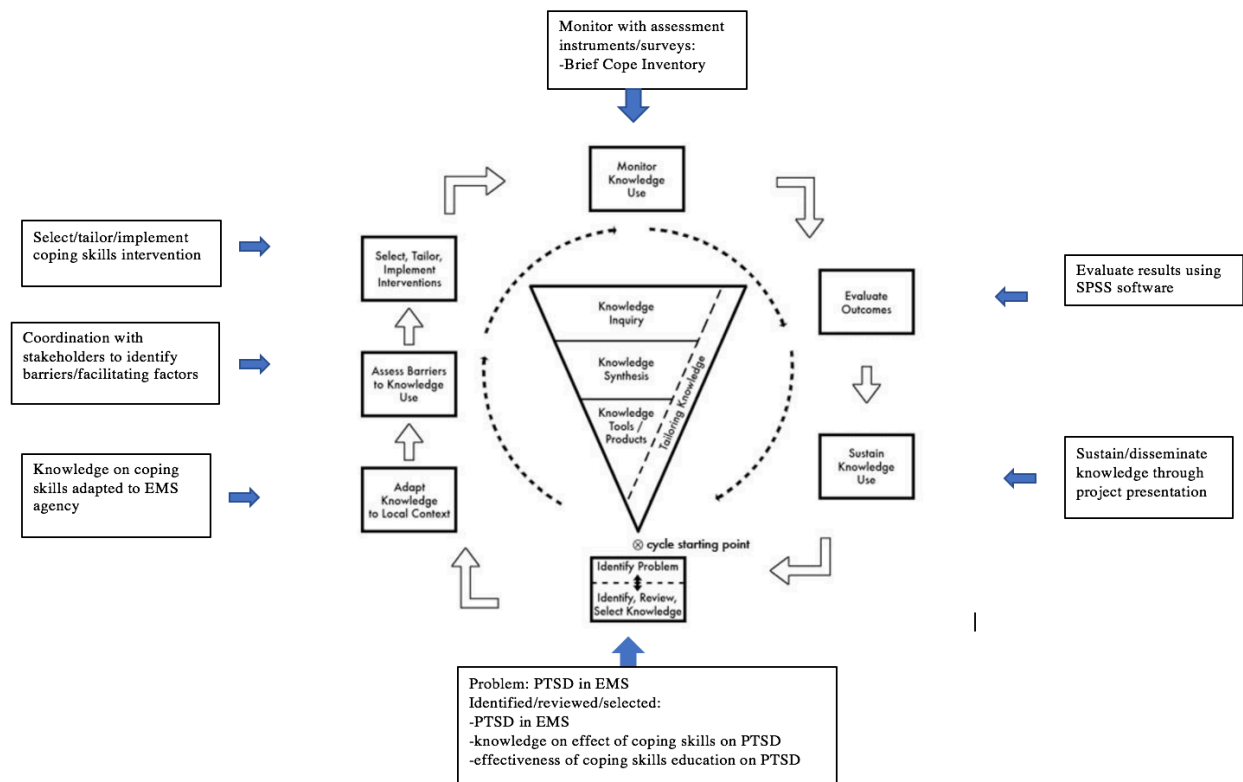 Monitor with assessment
instruments/surveys:
-Brief Cope Inventory
Monitor
Knowledge
Use
Select/tailor/implement
coping skills intervention
Select, Tailor,
Implement
Interventions
Evaluate
Outcomes
Evaluate results using
SPSS software
Knowledge
Inquiry
Knowledge
Synthesis
Knowledge
Tools /
Products
Tailoring Knowledge
Coordination with
stakeholders to identify
barriers/facilitating factors
Assess Barriers
to Knowledge
Use
Knowledge on coping
skills adapted to EMS
agency
Adapt
Knowledge
to Local Context
Sustain
Knowledge
Use
Sustain/disseminate
knowledge through
project presentation
⊗ cycle starting point
Identify Problem
Identify, Review,
Select Knowledge
Problem: PTSD in EMS
Identified/reviewed/selected:
-PTSD in EMS
-knowledge on effect of coping skills on PTSD
-effectiveness of coping skills education on PTSD